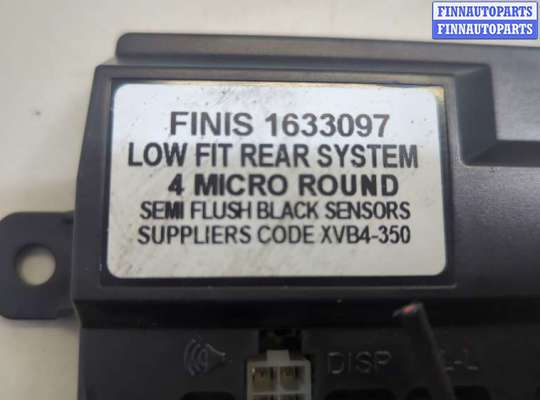 FINNAUTOPARTS
FINNAUTOPARTS
FINIS 1633097
LOW FIT REAR SYSTEM
4 MICRO ROUND
SEMI FLUSH BLACK SENSORS
SUPPLIERS CODE XVB4-350
DISP